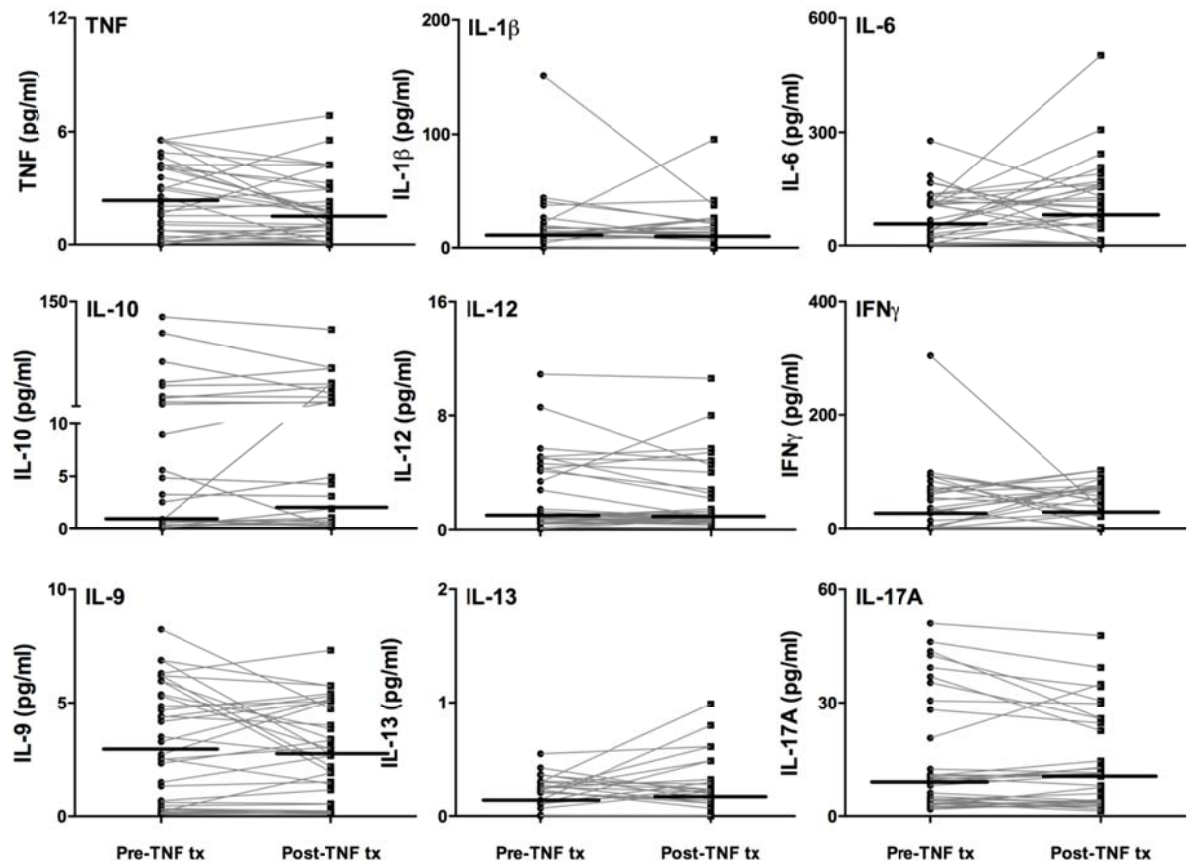 TNF
TNF (pg/ml)
12
6
0
IL-1β
IL-1β (pg/ml)
200
100
0
IL-6
IL-6 (pg/ml)
600
300
0
IL-10
IL-10 (pg/ml)
150
10
5
0
IL-12
IL-12 (pg/ml)
16
8
0
IFNγ
IFNγ (pg/ml)
400
200
0
IL-9
IL-9 (pg/ml)
10
5
0
Pre-TNF tx Post-TNF tx
IL-13
IL-13 (pg/ml)
2
1
0
Pre-TNF tx Post-TNF tx
IL-17A
IL-17A (pg/ml)
60
30
0
Pre-TNF tx Post-TNF tx